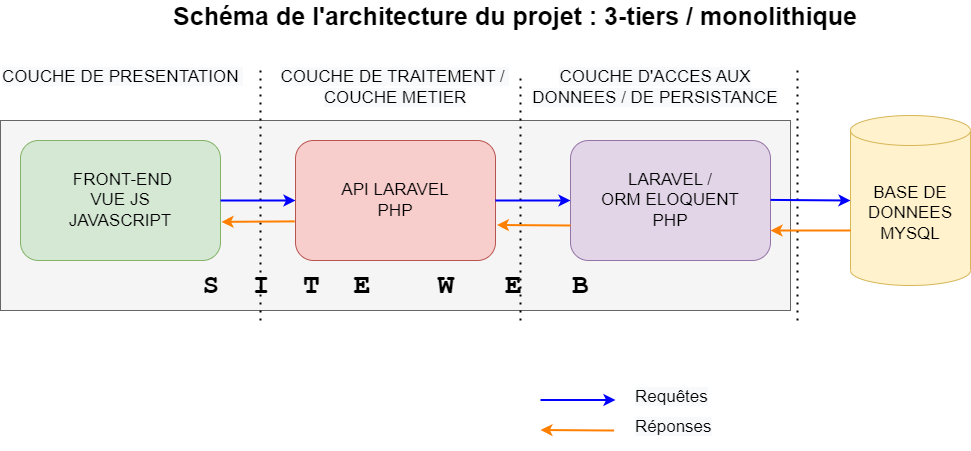 Schéma de l'architecture du projet : 3-tiers / monolithique
COUCHE DE PRESENTATION
COUCHE DE TRAITEMENT /
COUCHE METIER
COUCHE D'ACCES AUX
DONNEES / DE PERSISTANCE
FRONT-END
VUE JS
JAVASCRIPT
API LARAVEL
PHP
LARAVEL /
ORM ELOQUENT
PHP
BASE DE
DONNEES
MYSQL
S I T E W E B
Requêtes
Réponses